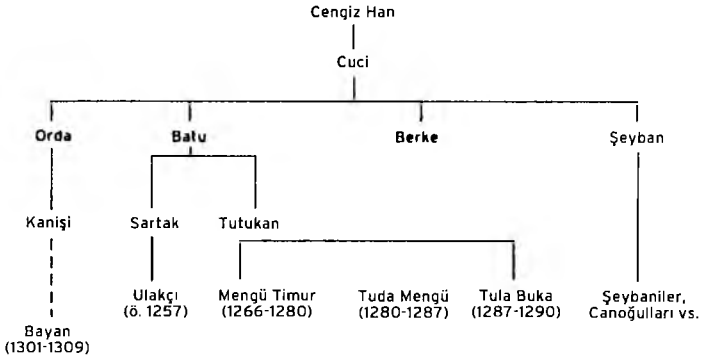 Cengiz Han
Cuci
Orda Batu Berke Şeyban
Kanişi Sartak Tutukan
Ulakçı Mengü Timur Tuda Mengü Tula Buka Şeybaniler,
(ö. 1257) (1266-1280) (1280-1287) (1287-1290) Canoğulları vs.
Bayan
(1301-1309)